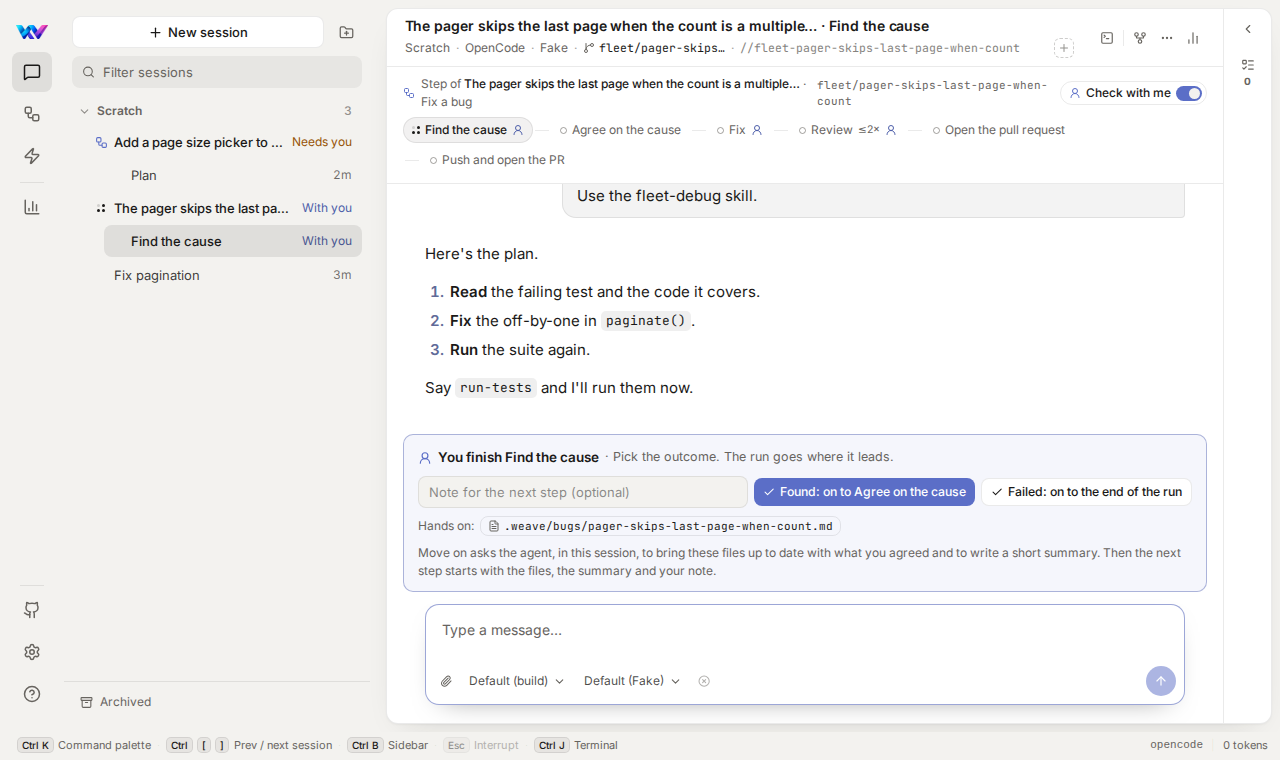 New session
Filter sessions
Scratch 3
Add a page size picker to ... Needs you
Plan 2m
The pager skips the last pa... With you
Find the cause With you
Fix pagination 3m
Archived
The pager skips the last page when the count is a multiple... · Find the cause
Scratch · OpenCode · Fake · fleet/pager-skips… · //fleet-pager-skips-last-page-when-count
Step of The pager skips the last page when the count is a multiple... ·
Fix a bug
fleet/pager-skips-last-page-when-
count
Check with me
0
Find the cause
Agree on the cause
Fix
Review ≤2×
Open the pull request
Push and open the PR
Use the fleet-debug skill.
Here's the plan.
1. Read the failing test and the code it covers.
2. Fix the off-by-one in paginate().
3. Run the suite again.
Say run-tests and I'll run them now.
You finish Find the cause · Pick the outcome. The run goes where it leads.
Note for the next step (optional)
Found: on to Agree on the cause
Failed: on to the end of the run
Hands on: .weave/bugs/pager-skips-last-page-when-count.md
Move on asks the agent, in this session, to bring these files up to date with what you agreed and to write a short summary. Then the next
step starts with the files, the summary and your note.
Type a message...
Default (build)
Default (Fake)
Ctrl K Command palette
Ctrl [ ] Prev / next session
Ctrl B Sidebar
Esc Interrupt
Ctrl J Terminal
opencode
0 tokens